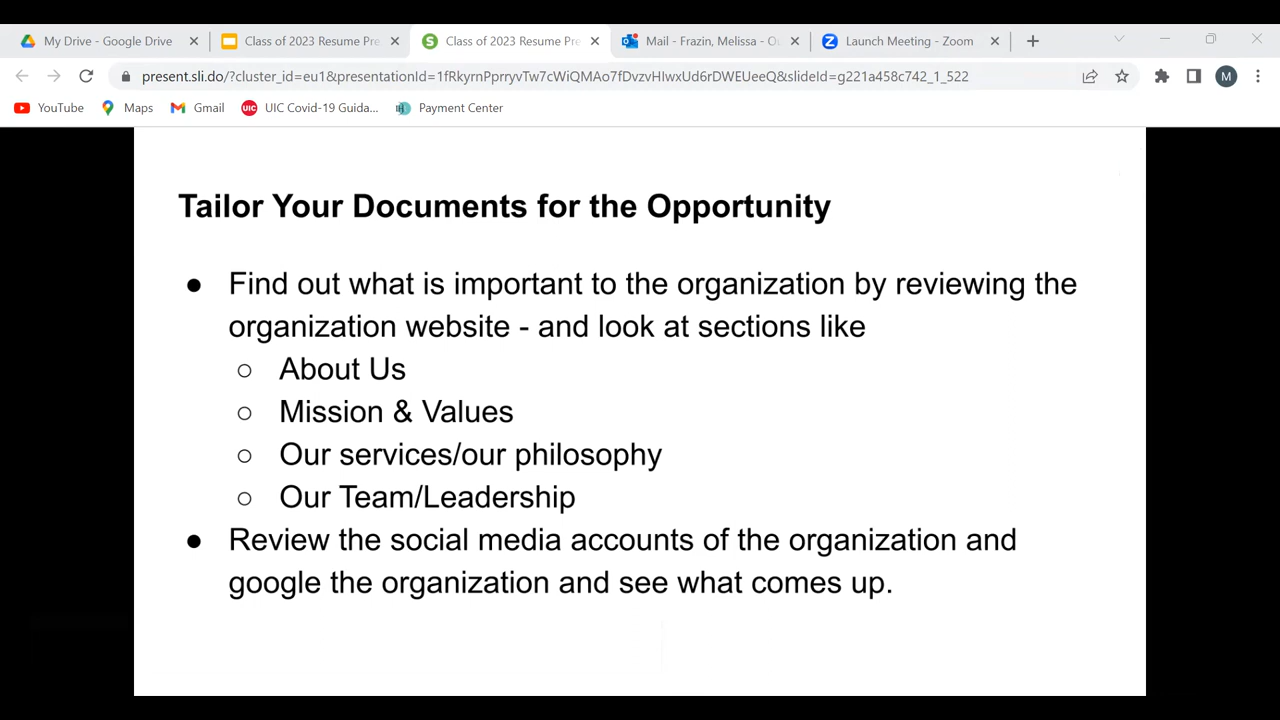 My Drive - Google Drive
Class of 2023 Resume Pre
Class of 2023 Resume Pre
Mail - Frazin, Melissa - Ou
Launch Meeting - Zoom
present.sli.do/?cluster_id=eu1&presentationId=1fRkyrnPprryvTw7cWiQMAo7fDvzvHIwxUd6rDWEUeeQ&slideId=g221a458c742_1_522
M
YouTube
Maps
Gmail
UIC
UIC Covid-19 Guida...
Payment Center
Tailor Your Documents for the Opportunity
● Find out what is important to the organization by reviewing the
organization website - and look at sections like
○ About Us
○ Mission & Values
○ Our services/our philosophy
○ Our Team/Leadership
● Review the social media accounts of the organization and
google the organization and see what comes up.